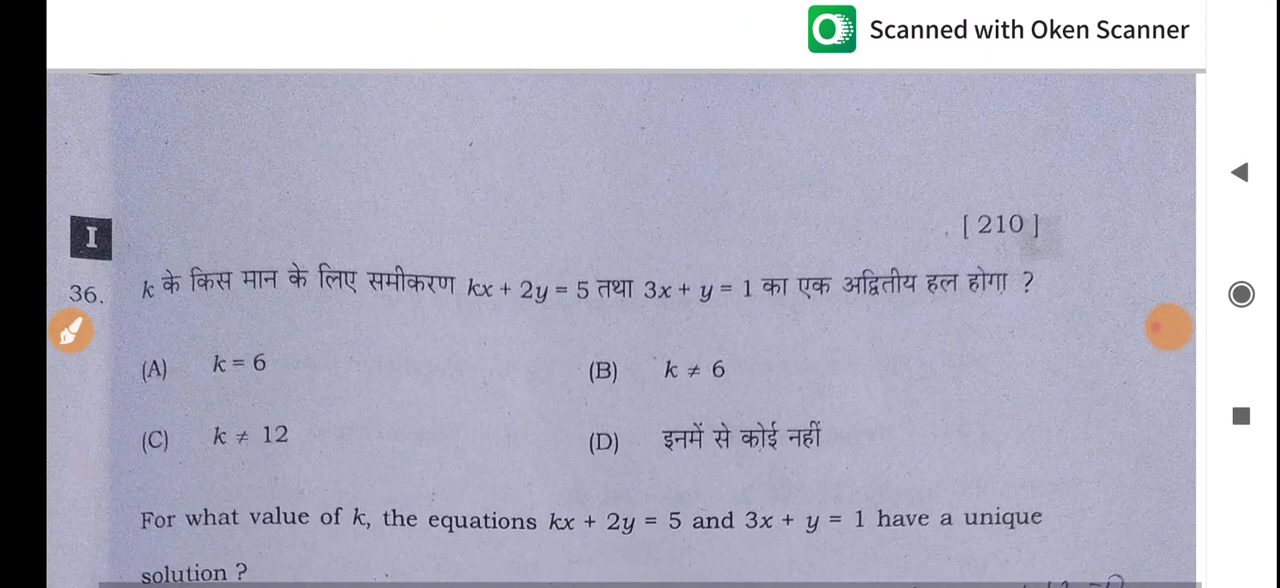 Scanned with Oken Scanner
[ 210 ]
I
36. k के किस मान के लिए समीकरण kx + 2y = 5 तथा 3x + y = 1 का एक अद्वितीय हल होगा ?
(A) k = 6 (B) k ≠ 6
(C) k ≠ 12 (D) इनमें से कोई नहीं
For what value of k, the equations kx + 2y = 5 and 3x + y = 1 have a unique
solution ?